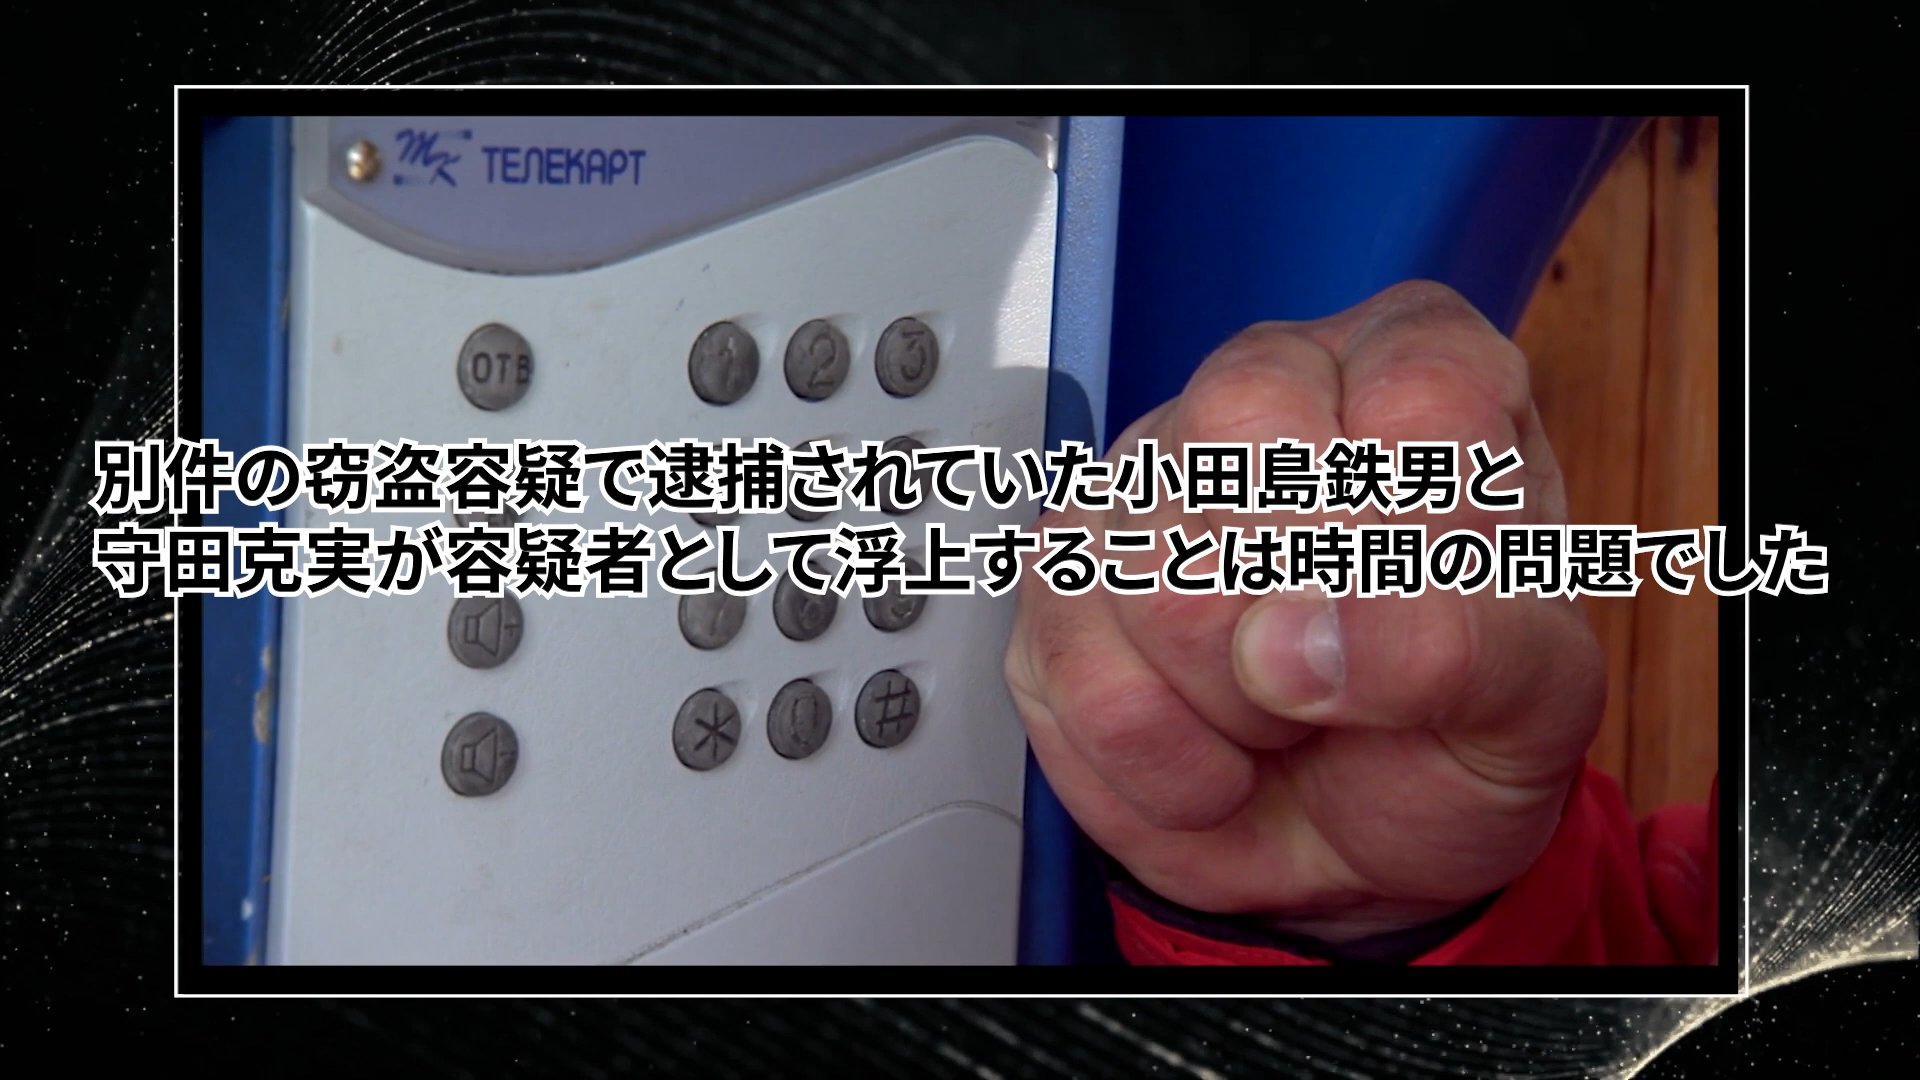 MK ТЕЛЕКАРТ
ОТВ 1 2 3
別件の窃盗容疑で逮捕されていた小田島鉄男と
守田克実が容疑者として浮上することは時間の問題でした
* 0 #